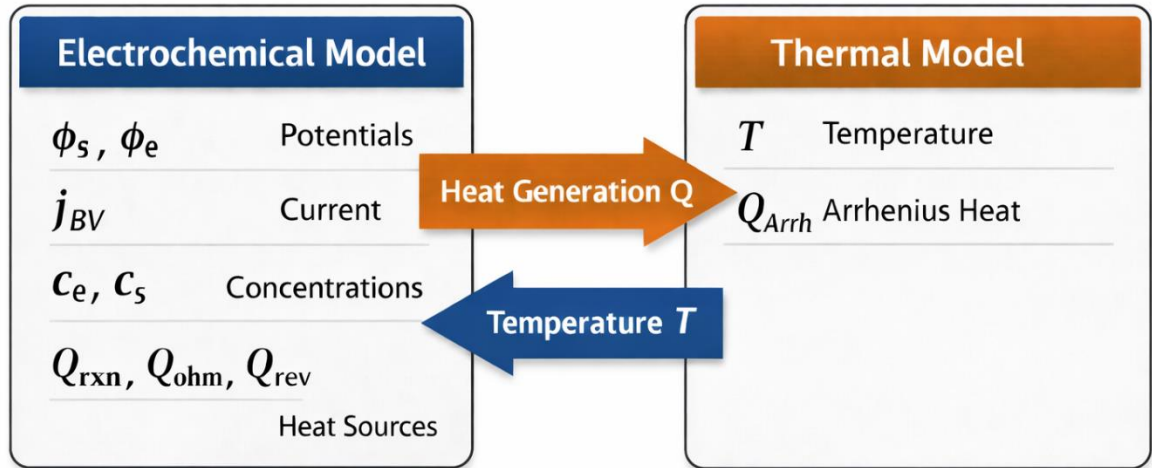 Electrochemical Model
ϕs, ϕe Potentials
jBV Current
ce, cs Concentrations
Qrxn, Qohm, Qrev
Heat Sources
Heat Generation Q
Temperature T
Thermal Model
T Temperature
QArrh Arrhenius Heat